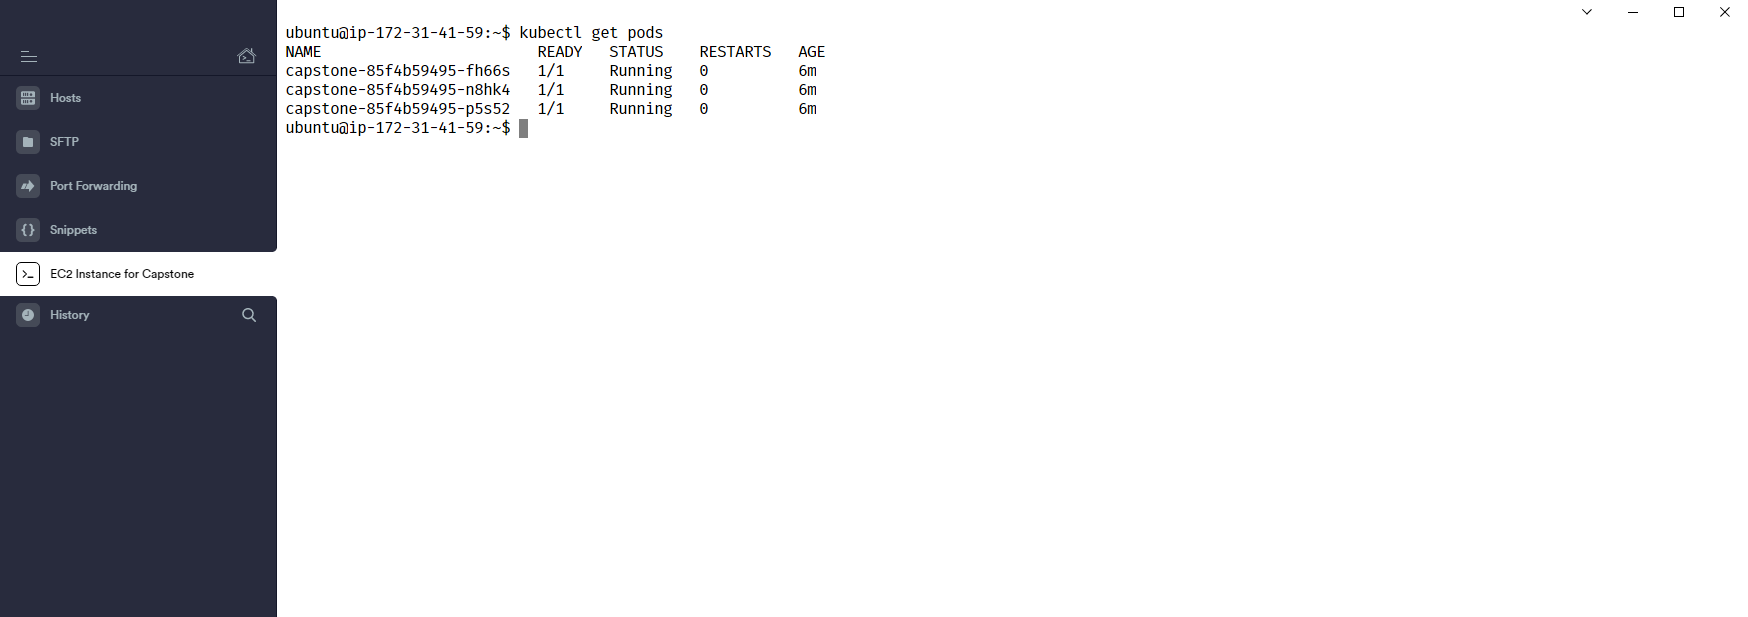 Hosts
SFTP
Port Forwarding
Snippets
EC2 Instance for Capstone
History
ubuntu@ip-172-31-41-59:~$ kubectl get pods
NAME READY STATUS RESTARTS AGE
capstone-85f4b59495-fh66s 1/1 Running 0 6m
capstone-85f4b59495-n8hk4 1/1 Running 0 6m
capstone-85f4b59495-p5s52 1/1 Running 0 6m
ubuntu@ip-172-31-41-59:~$